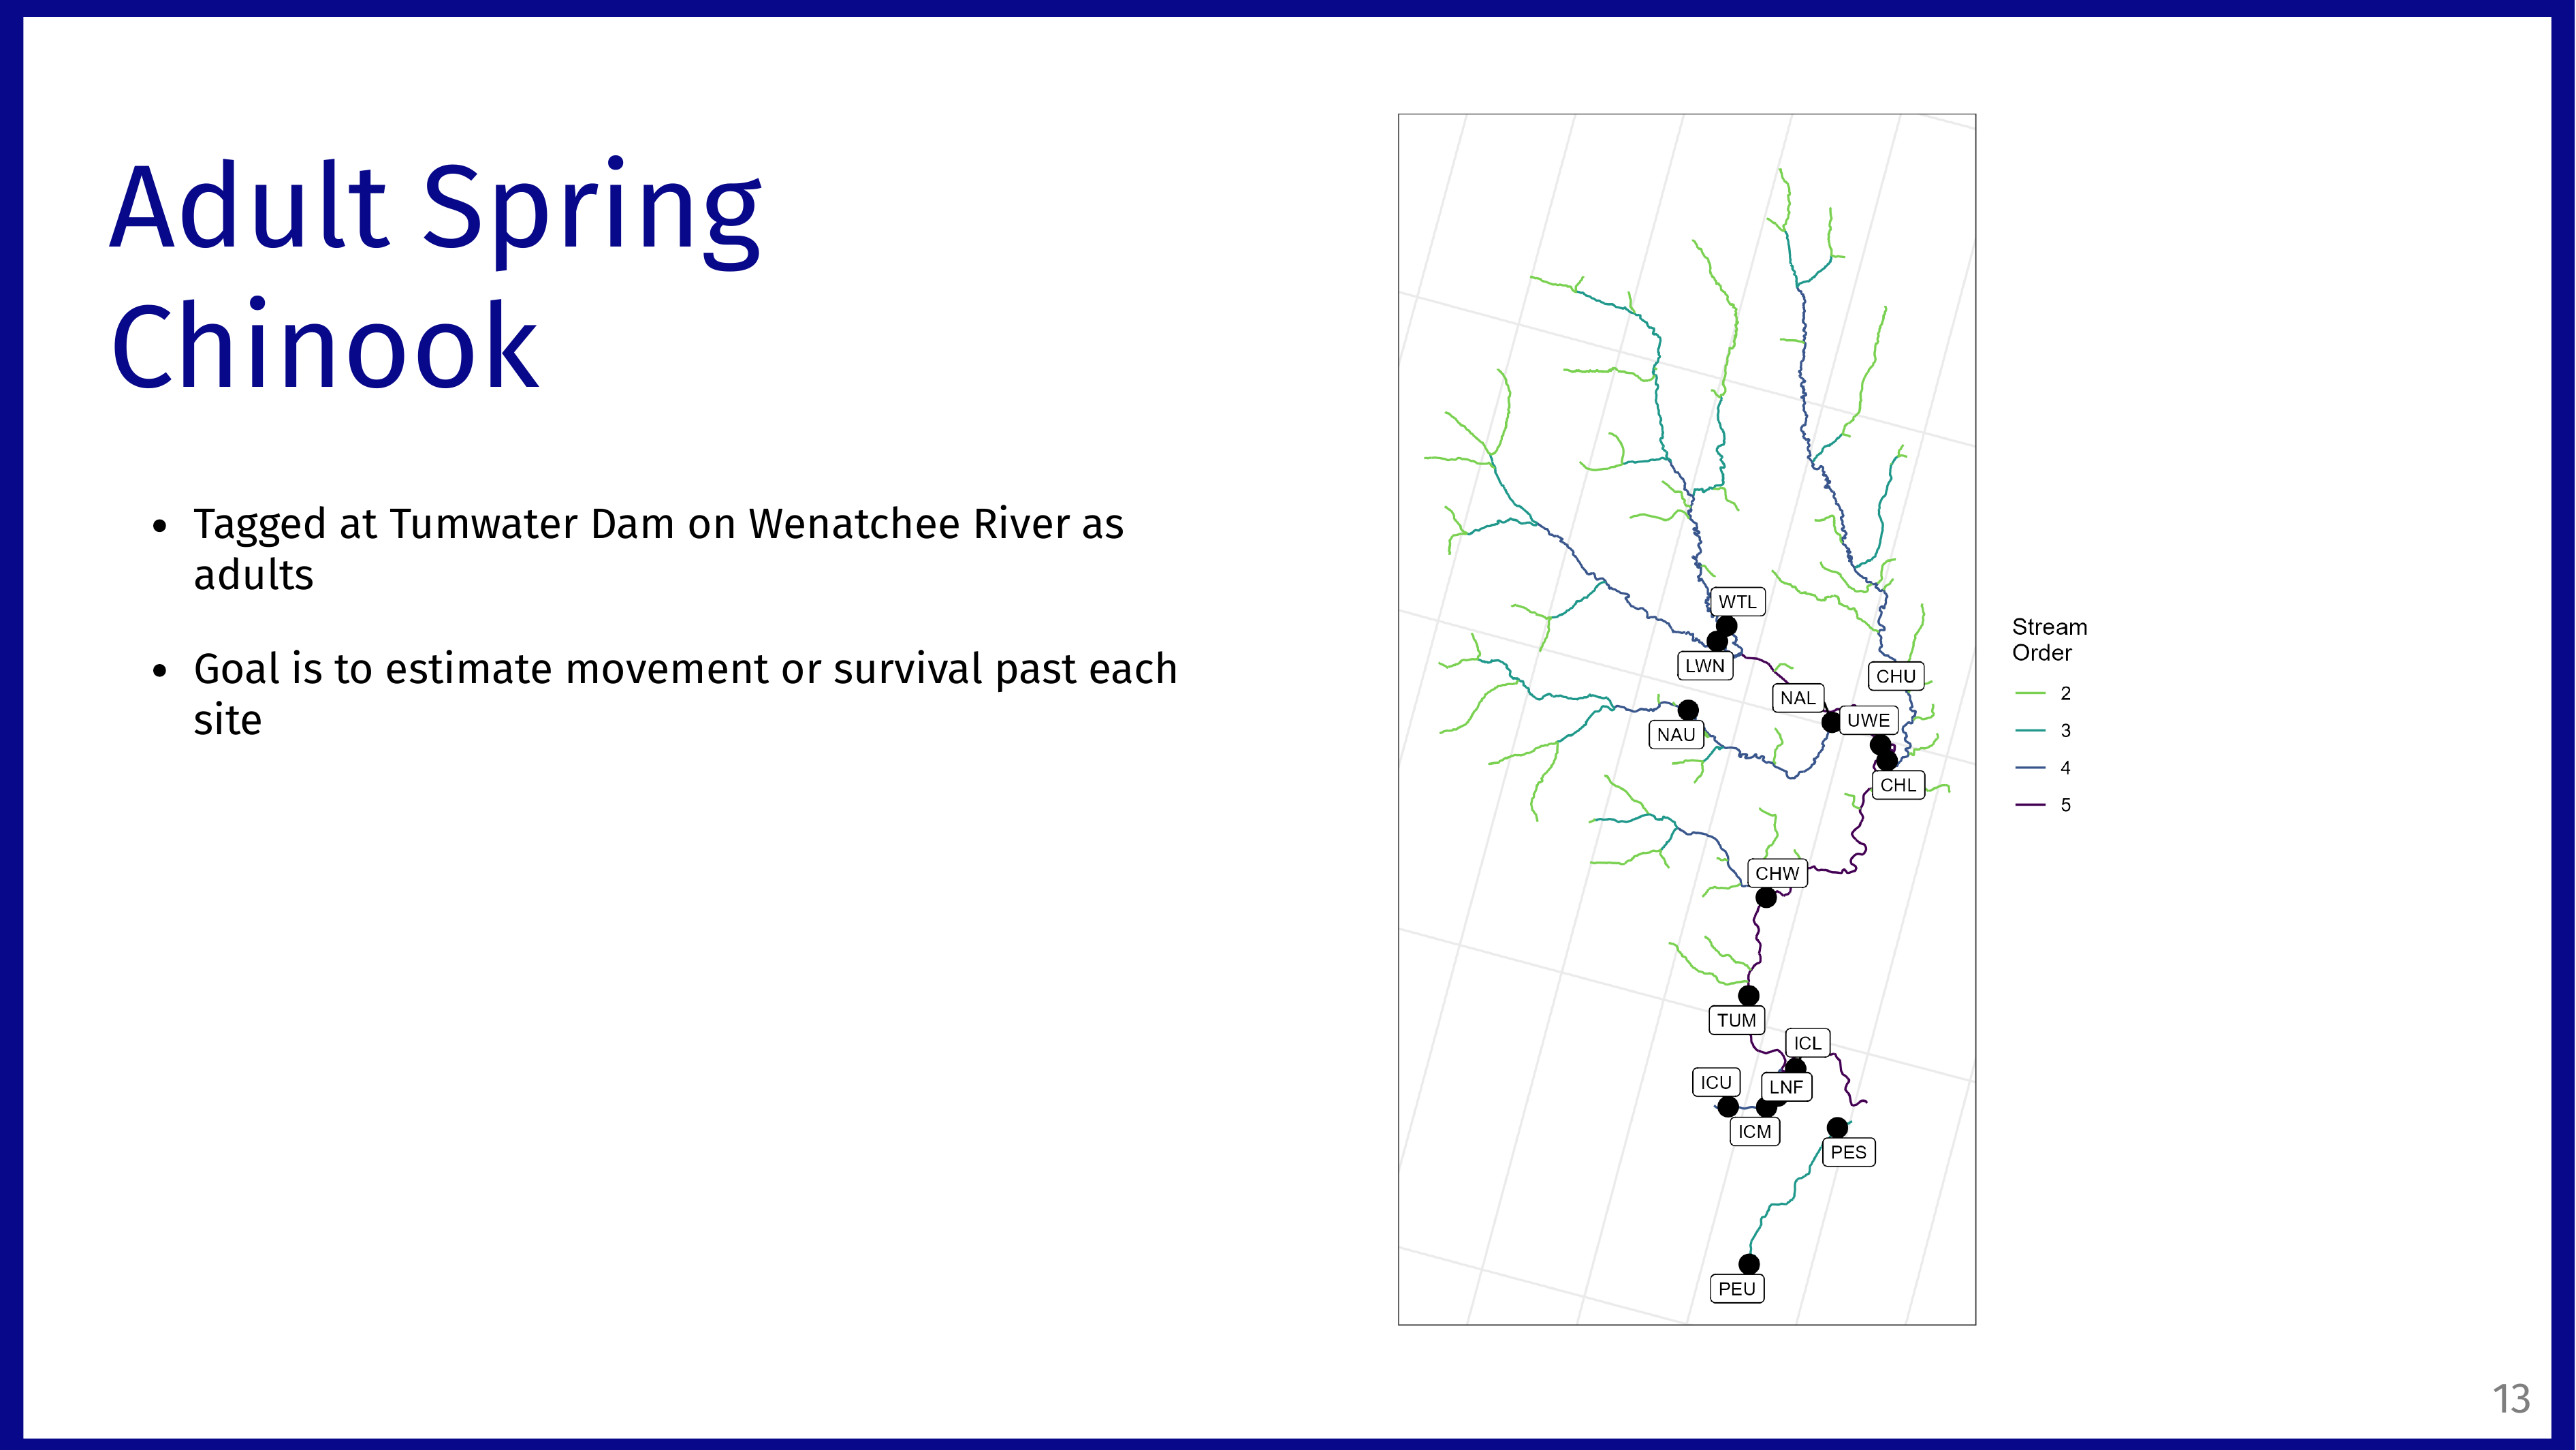 Adult Spring
Chinook
• Tagged at Tumwater Dam on Wenatchee River as
adults
• Goal is to estimate movement or survival past each
site
WTL
LWN
CHU
NAL
UWE
NAU
CHL
CHW
TUM
ICL
ICU
LNF
ICM
PES
PEU
Stream
Order
2
3
4
5
13